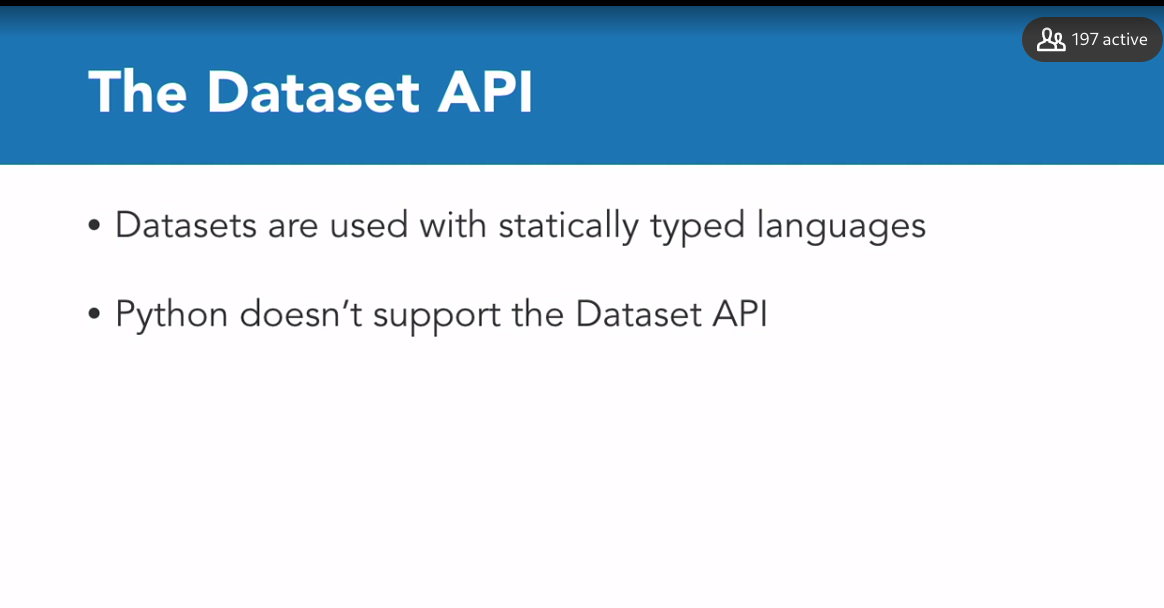 197 active
The Dataset API
• Datasets are used with statically typed languages
• Python doesn’t support the Dataset API